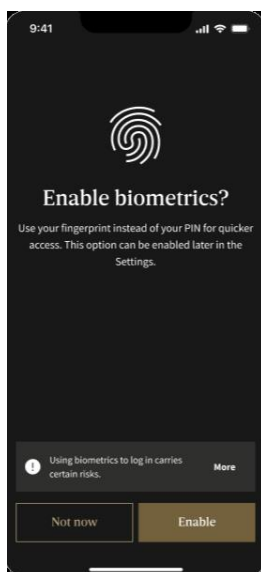 9:41
Enable biometrics?
Use your fingerprint instead of your PIN for quicker
access. This option can be enabled later in the
Settings.
Using biometrics to log in carries
certain risks.
More
Not now
Enable